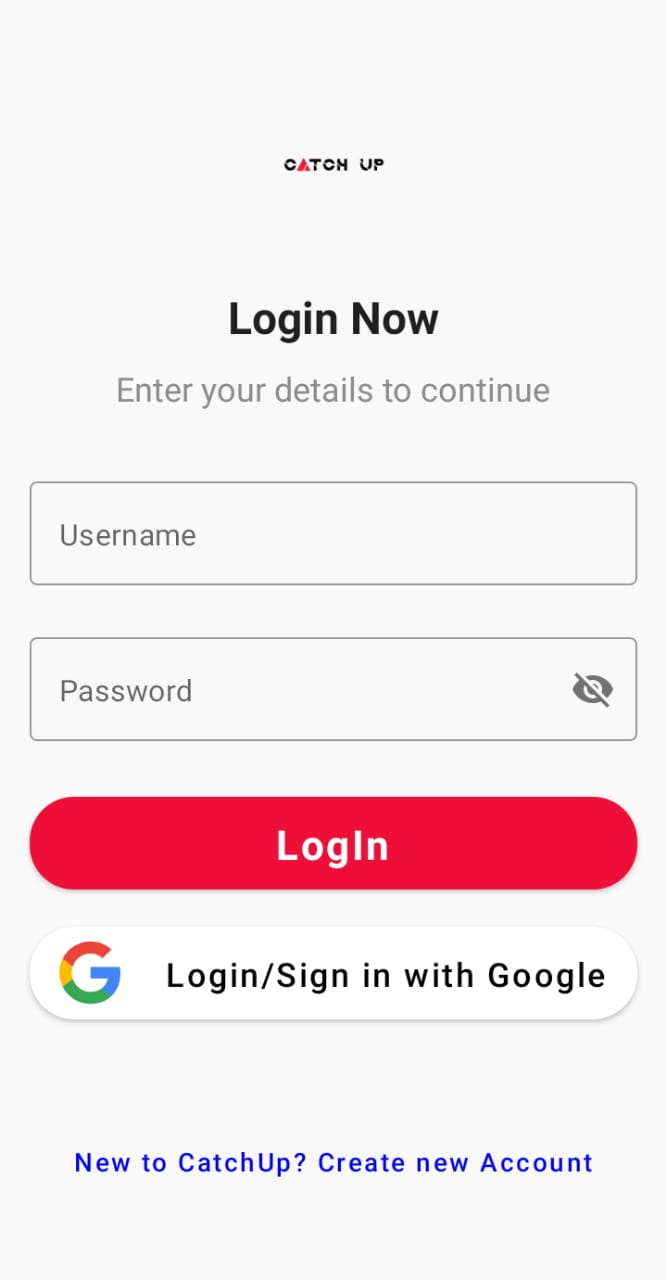 CATCH UP
Login Now
Enter your details to continue
Username
Password
LogIn
Login/Sign in with Google
New to CatchUp? Create new Account